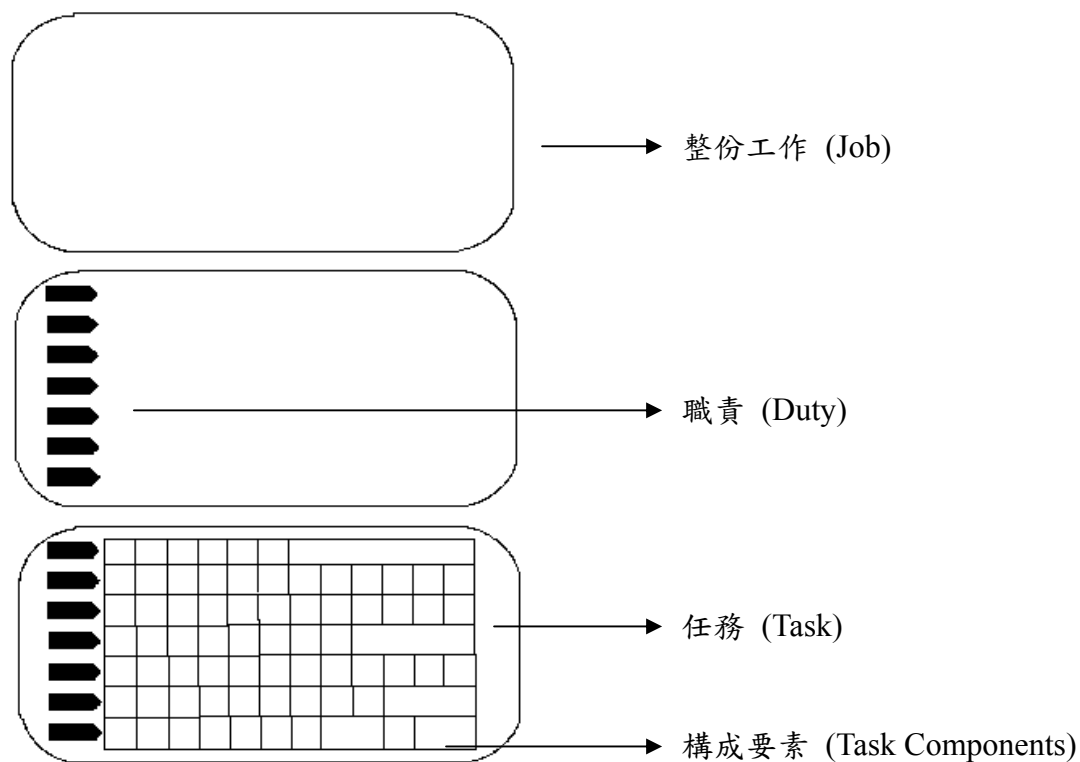 整份工作 (Job)
職責 (Duty)
任務 (Task)
構成要素 (Task Components)